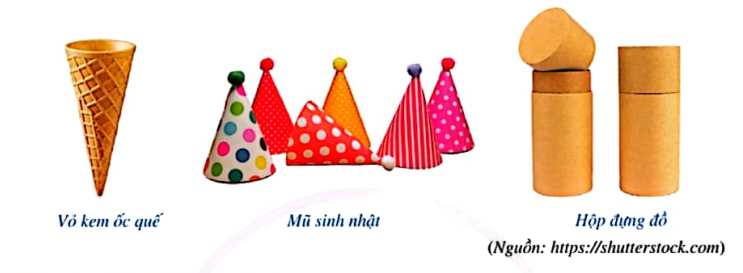 Vỏ kem ốc quế
Mũ sinh nhật
Hộp đựng đồ
(Nguồn: https://shutterstock.com)